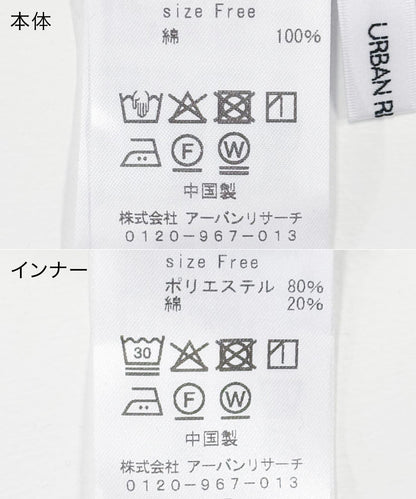 本体
size Free
綿 100%
URBAN R
F W
中国製
株式会社 アーバンリサーチ
0120-967-013
インナー
size Free
ポリエステル 80%
綿 20%
30
F W
中国製
株式会社 アーバンリサーチ
0120-967-013